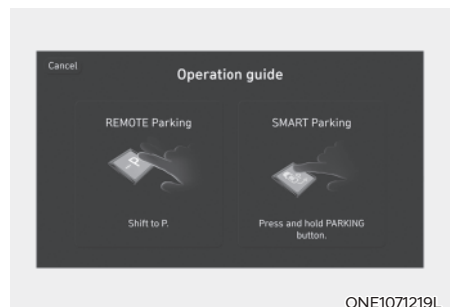 Cancel
Operation guide
REMOTE Parking
SMART Parking
Shift to P.
Press and hold PARKING
button.
ONE1071219L